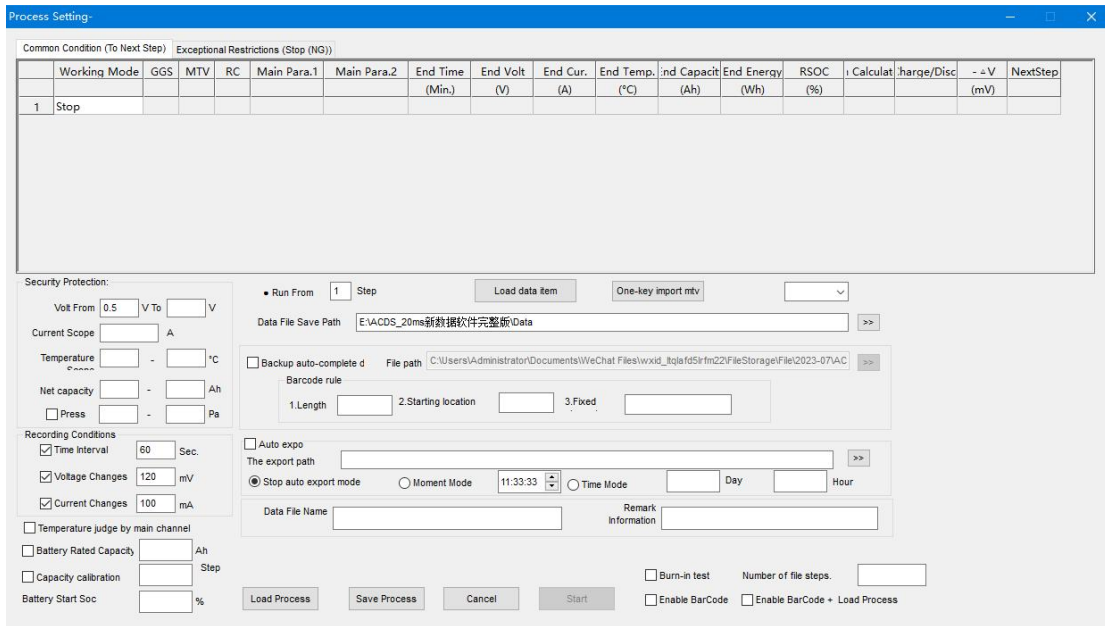 Process Setting-
Common Condition (To Next Step) Exceptional Restrictions (Stop (NG))
Working Mode GGS MTV RC Main Para.1 Main Para.2 End Time End Volt End Cur. End Temp. End Capacit End Energy RSOC Calculat Charge/Disc - △V NextStep
(Min.) (V) (A) (°C) (Ah) (Wh) (%) (mV)
1 Stop
Security Protection:
Volt From 0.5 V To V
Current Scope A
Temperature - °C
Net capacity - Ah
Press - Pa
Recording Conditions
Time Interval 60 Sec.
Voltage Changes 120 mV
Current Changes 100 mA
Temperature judge by main channel
Battery Rated Capacity Ah
Capacity calibration Step
Battery Start Soc %
• Run From 1 Step Load data item One-key import mtv
Data File Save Path E:\ACDS_20ms新数据软件完整版\Data >>
Backup auto-complete d File path C:\Users\Administrator\Documents\WeChat Files\wxid_ltqlafd5lrfm22\FileStorage\File\2023-07\AC >>
Barcode rule
1.Length 2.Starting location 3.Fixed
Auto expo
The export path >>
Stop auto export mode Moment Mode 11:33:33 Time Mode Day Hour
Data File Name Remark Information
Burn-in test Number of file steps.
Load Process Save Process Cancel Start Enable BarCode Enable BarCode + Load Process